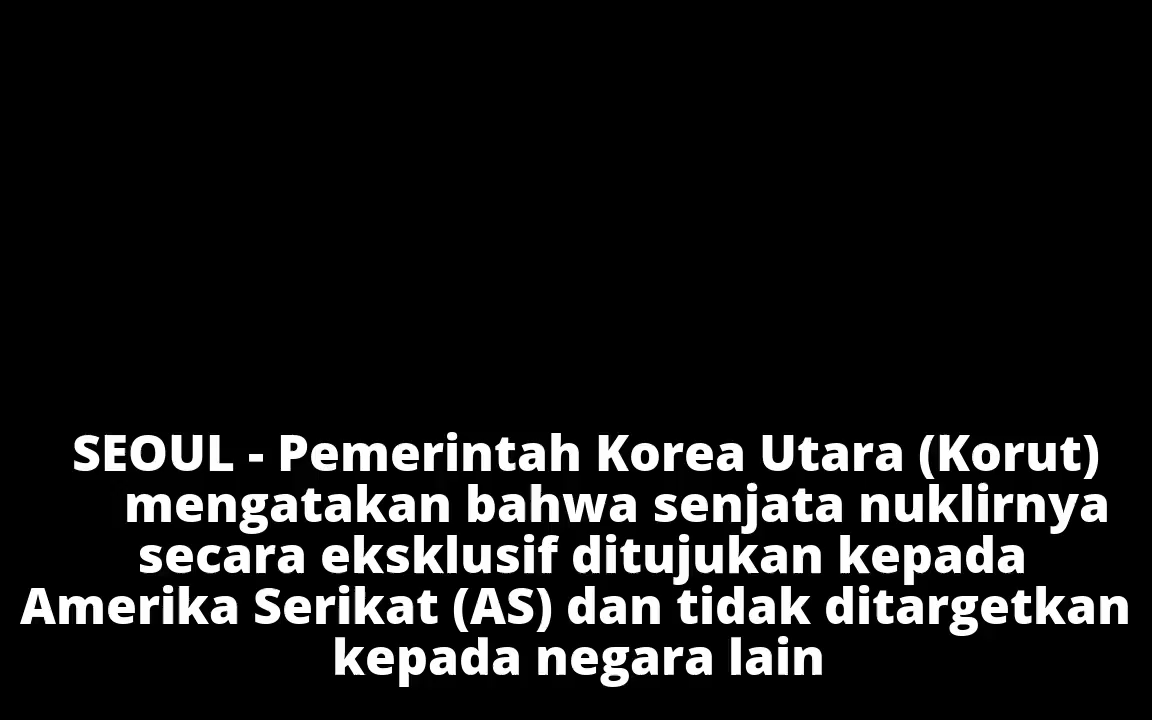 SEOUL - Pemerintah Korea Utara (Korut)
mengatakan bahwa senjata nuklirnya
secara eksklusif ditujukan kepada
Amerika Serikat (AS) dan tidak ditargetkan
kepada negara lain